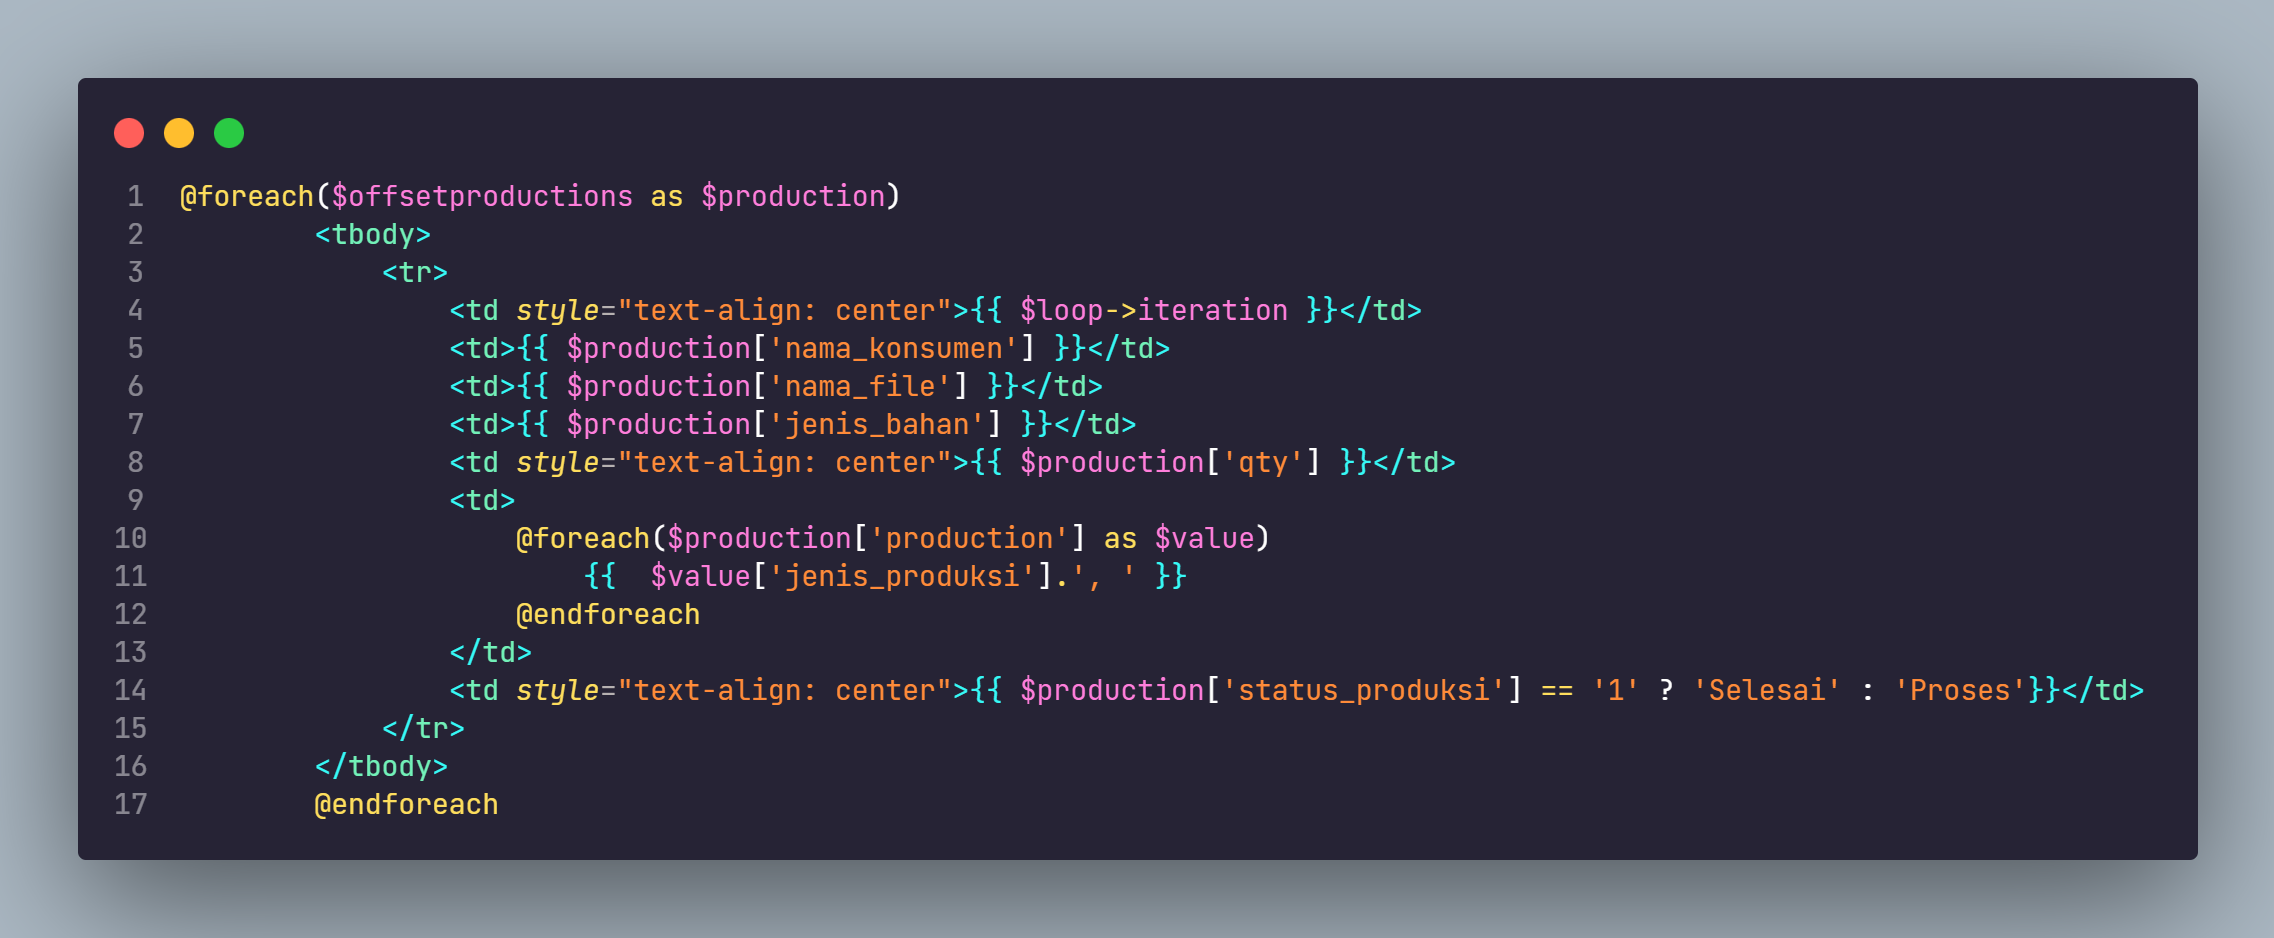 1 @foreach($offsetproductions as $production)
2         <tbody>
3             <tr>
4                 <td style="text-align: center">{{ $loop->iteration }}</td>
5                 <td>{{ $production['nama_konsumen'] }}</td>
6                 <td>{{ $production['nama_file'] }}</td>
7                 <td>{{ $production['jenis_bahan'] }}</td>
8                 <td style="text-align: center">{{ $production['qty'] }}</td>
9                 <td>
10                     @foreach($production['production'] as $value)
11                         {{  $value['jenis_produksi'].', ' }}
12                     @endforeach
13                 </td>
14                 <td style="text-align: center">{{ $production['status_produksi'] == '1' ? 'Selesai' : 'Proses'}}</td>
15             </tr>
16         </tbody>
17         @endforeach